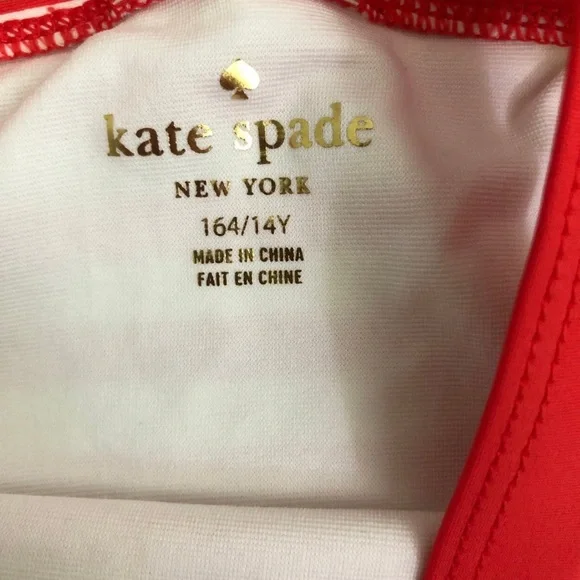 kate spade
NEW YORK
164/14Y
MADE IN CHINA
FAIT EN CHINE